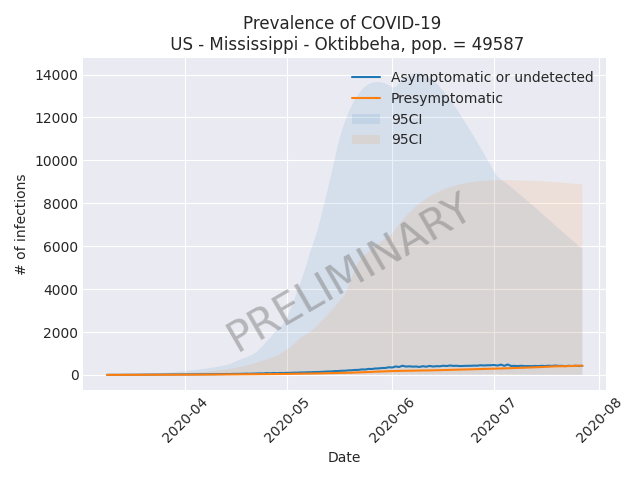 Prevalence of COVID-19
US - Mississippi - Oktibbeha, pop. = 49587
14000
12000
10000
8000
6000
4000
2000
0
# of infections
Asymptomatic or undetected
Presymptomatic
95CI
95CI
PRELIMINARY
2020-04
2020-05
2020-06
2020-07
2020-08
Date